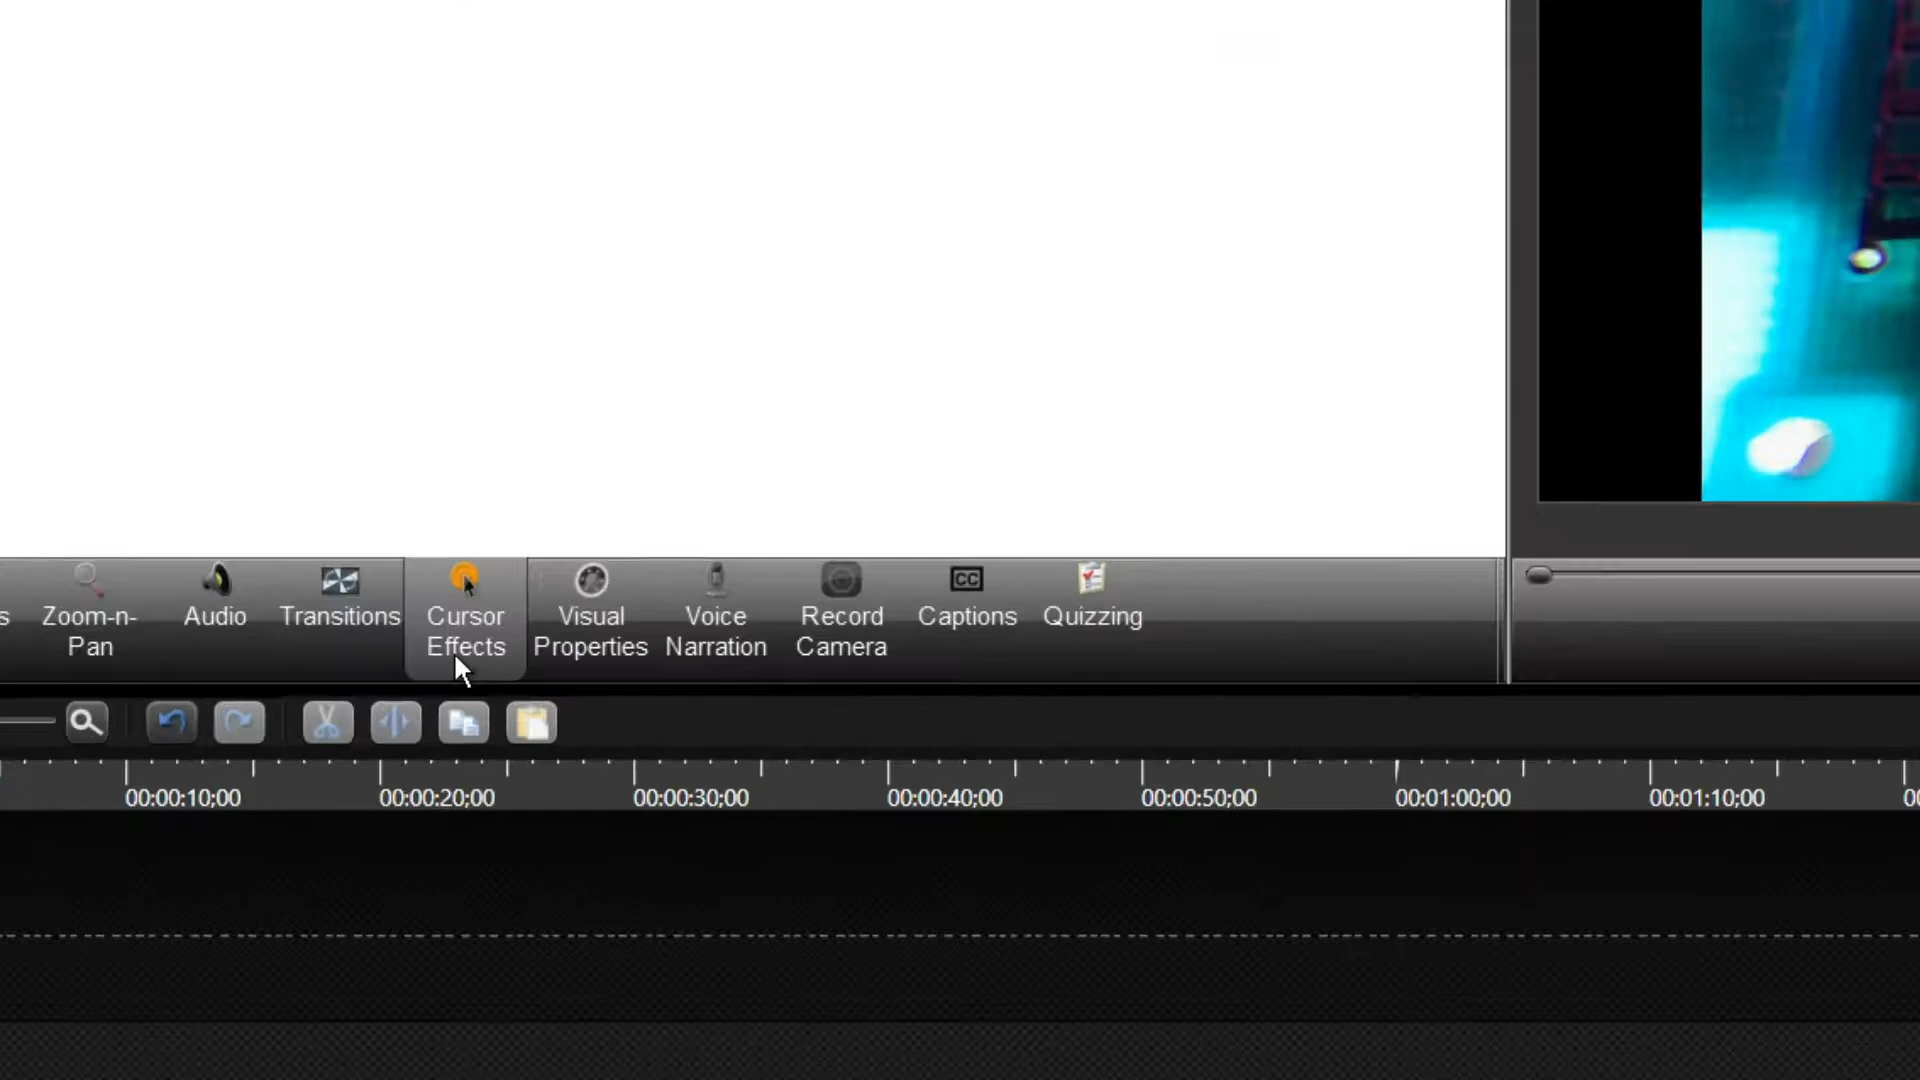 s
Zoom-n-
Pan
Audio
Transitions
Cursor
Effects
Visual
Properties
Voice
Narration
Record
Camera
CC
Captions
Quizzing
00:00:10;00 00:00:20;00 00:00:30;00 00:00:40;00 00:00:50;00 00:01:00;00 00:01:10;00 00